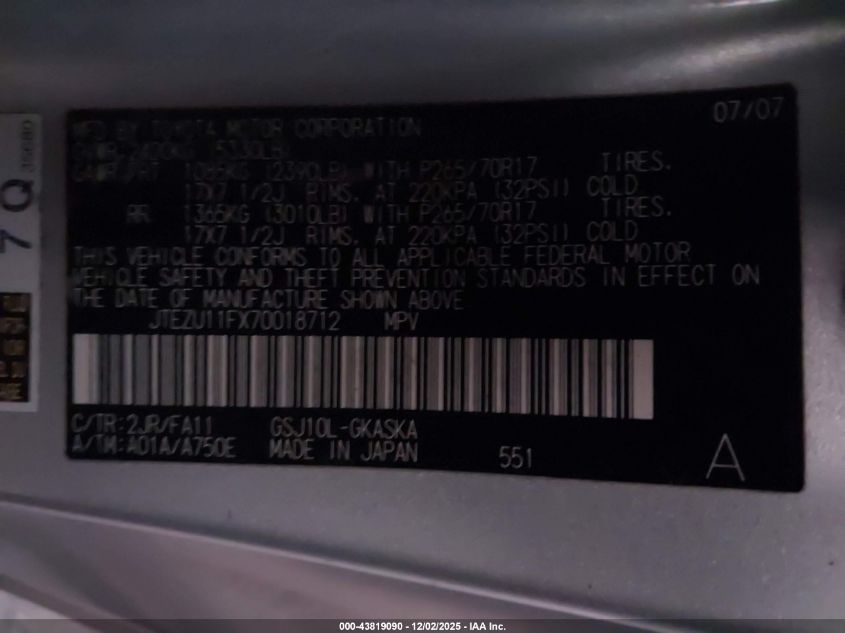 07/07
MFD BY TOYOTA MOTOR CORPORATION
GVWR 2420KG (5330LB)
GAWR FRT 1085KG (2390LB) WITH P265/70R17 TIRES.
17X7 1/2J RIMS. AT 220KPA (32PSI) COLD
RR 1365KG (3010LB) WITH P265/70R17 TIRES.
17X7 1/2J RIMS. AT 220KPA (32PSI) COLD
THIS VEHICLE CONFORMS TO ALL APPLICABLE FEDERAL MOTOR
VEHICLE SAFETY AND THEFT PREVENTION STANDARDS IN EFFECT ON
THE DATE OF MANUFACTURE SHOWN ABOVE
JTEZU11FX70018712 MPV
C/TR:2JR/FA11 GSJ10L-GKASKA
A/TM:A01A/A750E MADE IN JAPAN 551 A
7 Q
000-43819090 - 12/02/2025 - IAA Inc.